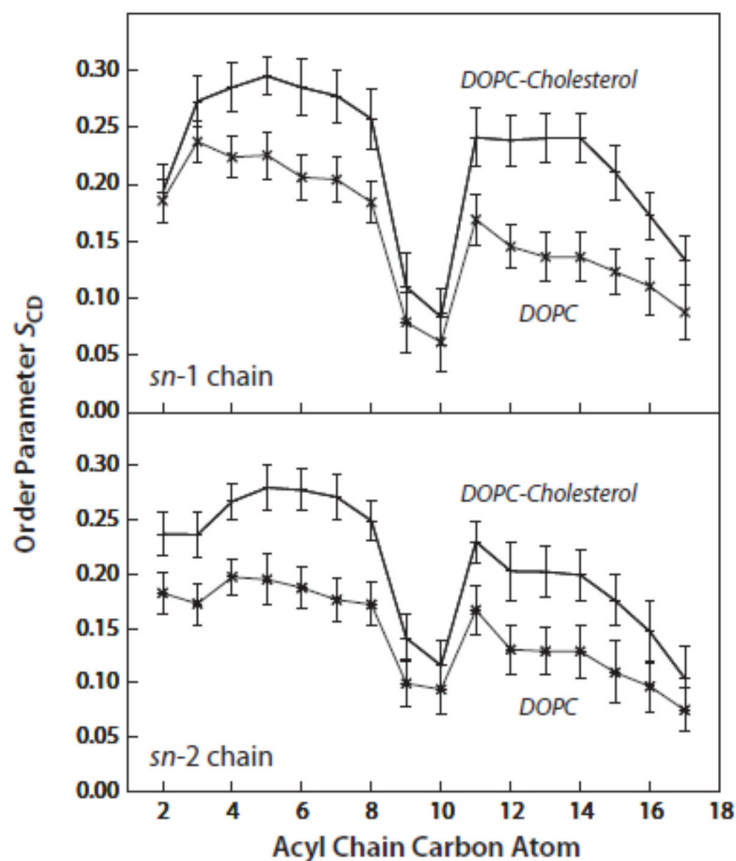 Order Parameter SCD
0.30
0.25
0.20
0.15
0.10
0.05
0.00
DOPC-Cholesterol
DOPC
sn-1 chain
0.30
0.25
0.20
0.15
0.10
0.05
0.00
DOPC-Cholesterol
DOPC
sn-2 chain
2 4 6 8 10 12 14 16 18
Acyl Chain Carbon Atom